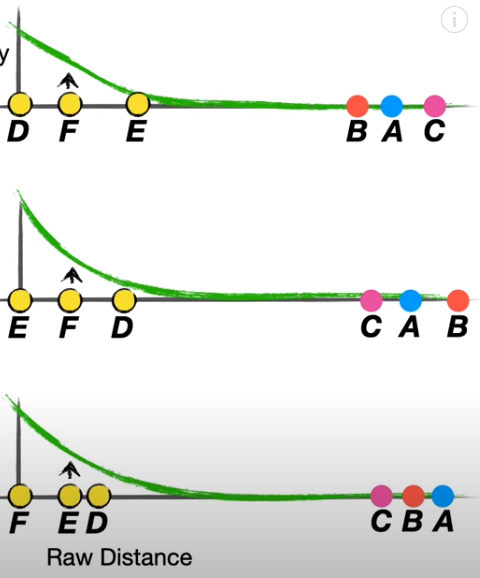 y
D F E B A C
E F D C A B
F E D C B A
Raw Distance